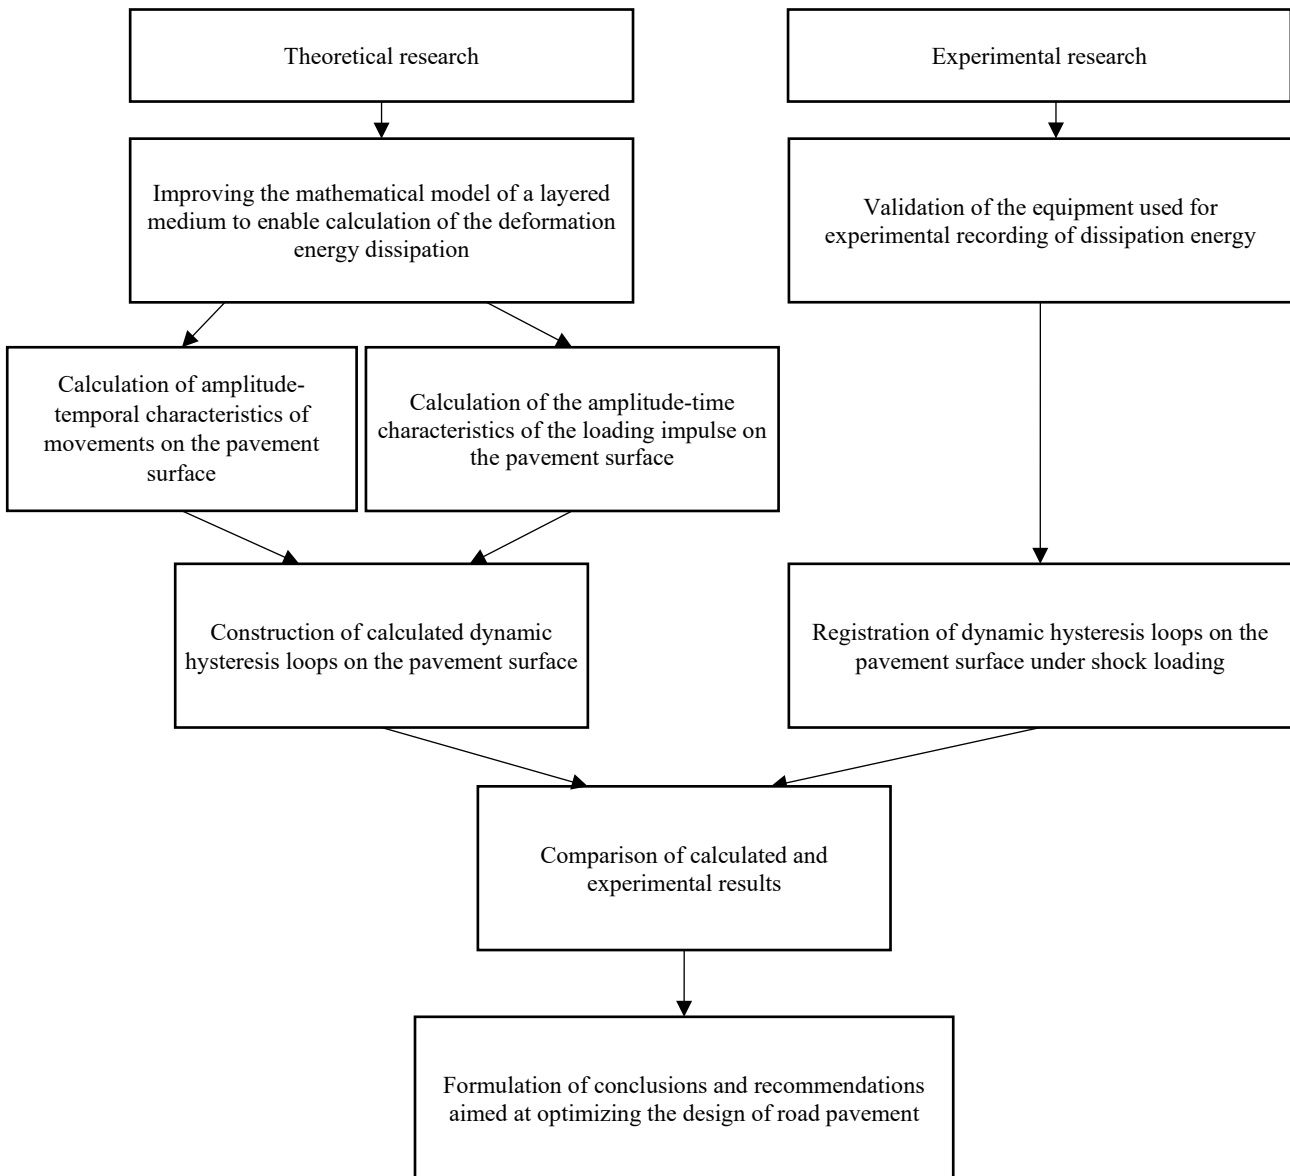 Theoretical research
Experimental research
Improving the mathematical model of a layered
medium to enable calculation of the deformation
energy dissipation
Validation of the equipment used for
experimental recording of dissipation energy
Calculation of amplitude-
temporal characteristics of
movements on the pavement
surface
Calculation of the amplitude-time
characteristics of the loading impulse on
the pavement surface
Construction of calculated dynamic
hysteresis loops on the pavement surface
Registration of dynamic hysteresis loops on the
pavement surface under shock loading
Comparison of calculated and
experimental results
Formulation of conclusions and recommendations
aimed at optimizing the design of road pavement